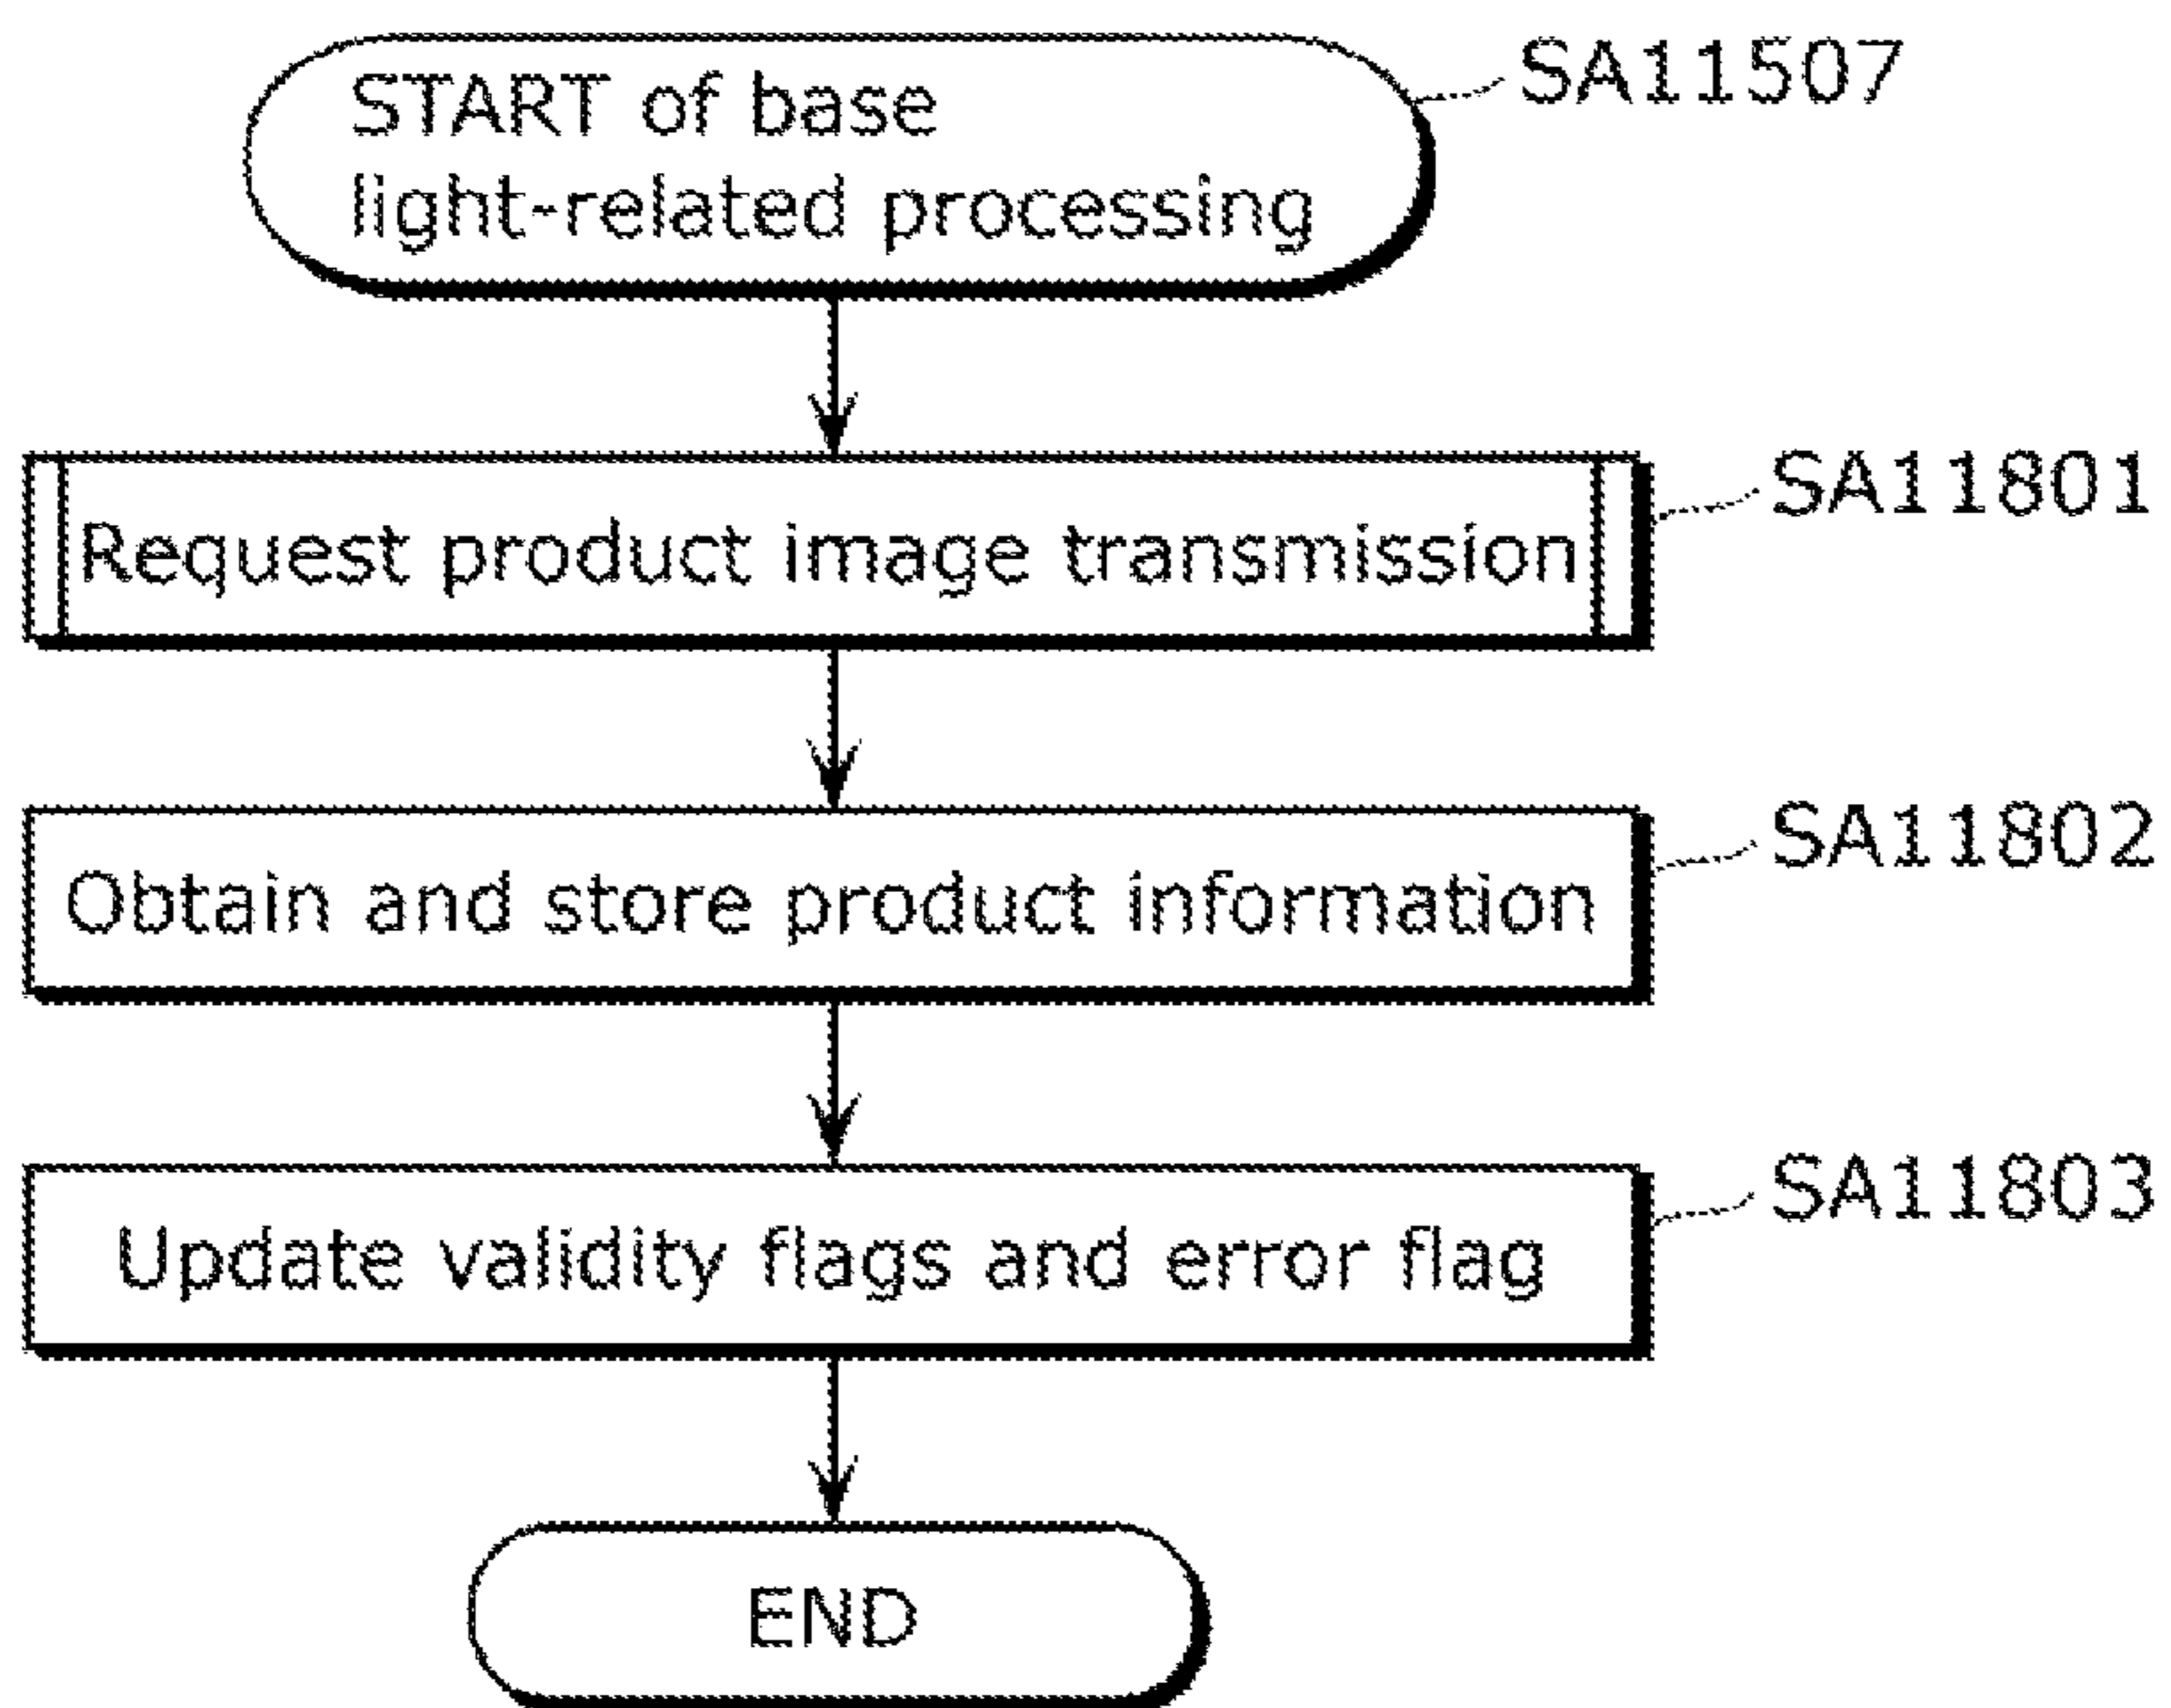 START of base
light-related processing
SA11507
Request product image transmission
SA11801
Obtain and store product information
SA11802
Update validity flags and error flag
SA11803
END